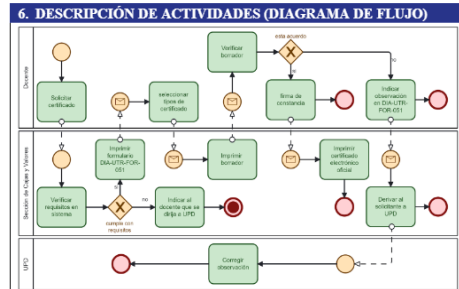 6. DESCRIPCIÓN DE ACTIVIDADES (DIAGRAMA DE FLUJO)
Docente
Solicitar
certificado
seleccionar
tipos de
certificado
Verificar
borrador
está acuerdo
si
no
firma de
constancia
Indicar
observación
en DIA-UTR-
FOR-051
Sección de Cajas y Valores
Verificar
requisitos en
sistema
Imprimir
formulario
DIA-UTR-FOR-
051
si
cumple con
requisitos
no
Indicar al
docente que se
dirija a UPD
Imprimir
borrador
Imprimir
certificado
electrónico
oficial
Derivar al
solicitante a
UPD
UPD
Corregir
observación